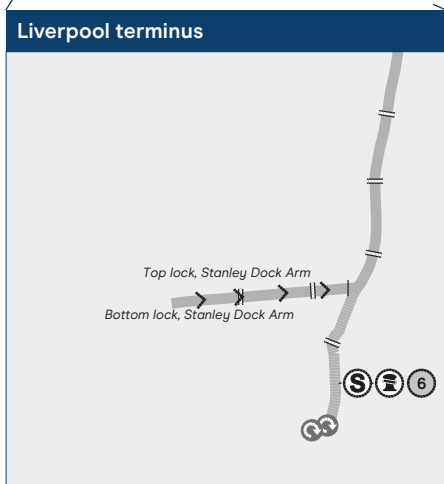 Liverpool terminus
Top lock, Stanley Dock Arm
Bottom lock, Stanley Dock Arm
S 6